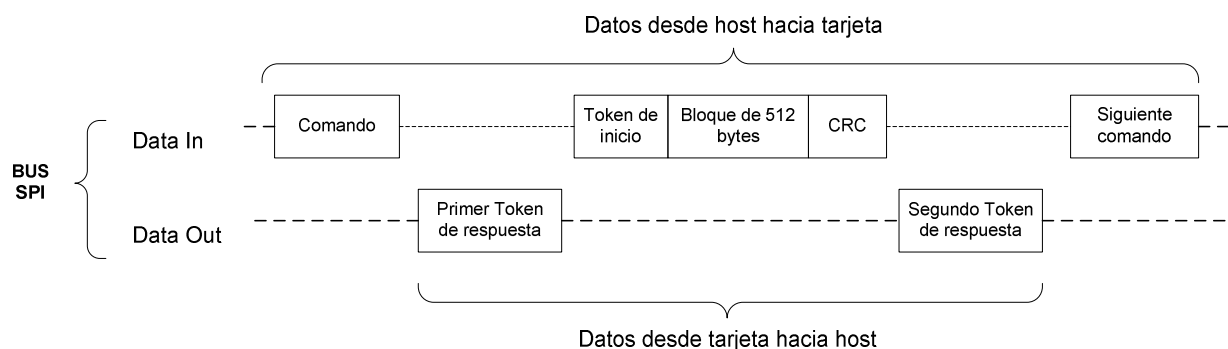 Datos desde host hacia tarjeta
BUS
SPI
Data In
Comando
Token de
inicio
Bloque de 512
bytes
CRC
Siguiente
comando
Data Out
Primer Token
de respuesta
Segundo Token
de respuesta
Datos desde tarjeta hacia host